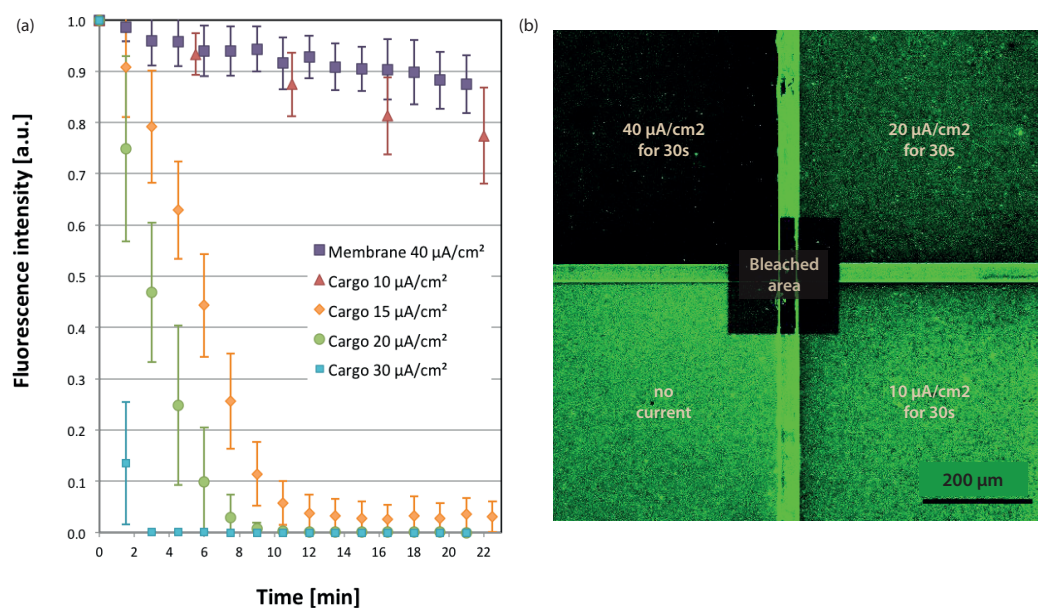 (a)
Fluorescence intensity [a.u.]
1.0
0.9
0.8
0.7
0.6
0.5
0.4
0.3
0.2
0.1
0.0
Membrane 40 µA/cm²
Cargo 10 µA/cm²
Cargo 15 µA/cm²
Cargo 20 µA/cm²
Cargo 30 µA/cm²
0 2 4 6 8 10 12 14 16 18 20 22
Time [min]
(b)
40 µA/cm2
for 30s
20 µA/cm2
for 30s
Bleached
area
no
current
10 µA/cm2
for 30s
200 µm